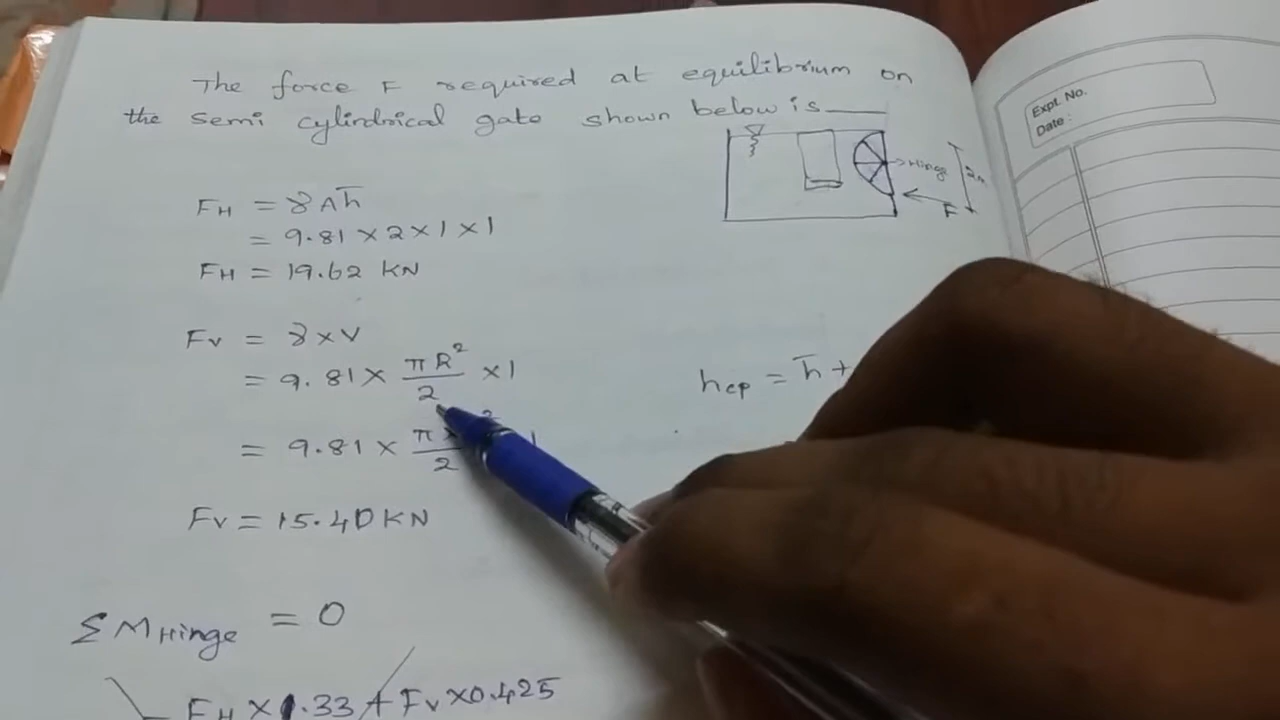 The force F required at equilibrium on
the semi cylindrical gate shown below is ____
Hinge
2m
F
Expt. No.
Date :
FH = γAh̅
= 9.81 × 2 × 1 × 1
FH = 19.62 KN
Fv = γ × V
= 9.81 × πR²/2 × 1
hcp = h̅ +
= 9.81 × π
2
Fv = 15.40 KN
ΣM Hinge = 0
FH × 1.33 + Fv × 0.425